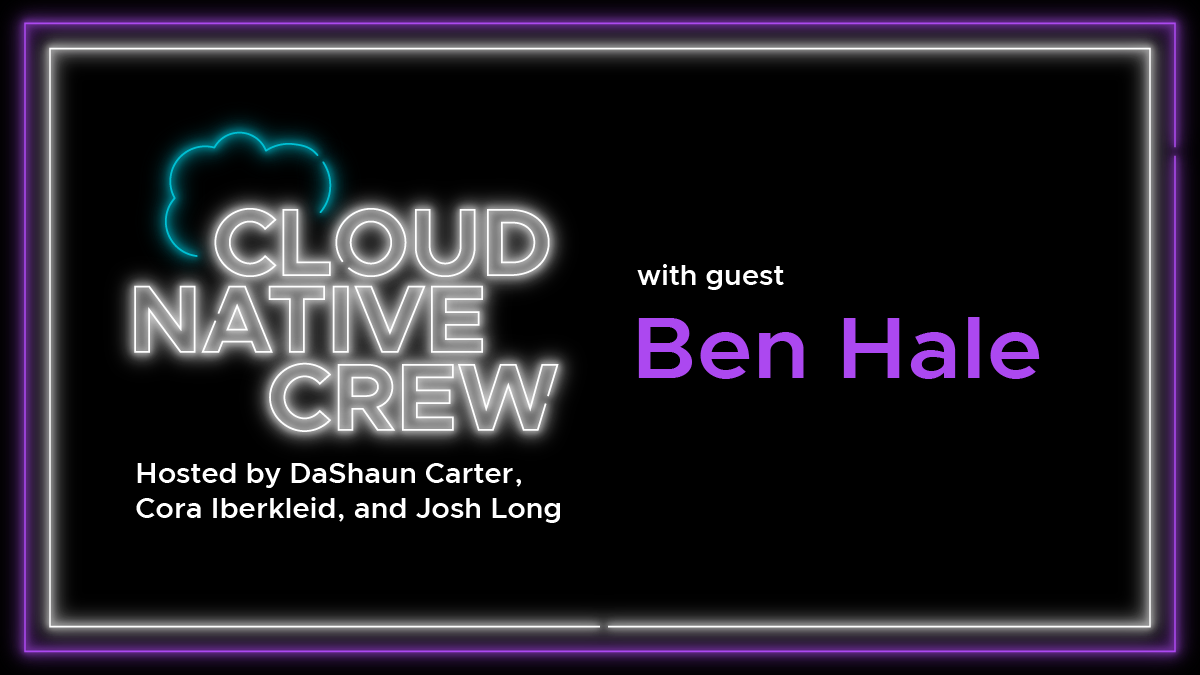 CLOUD
NATIVE
CREW
Hosted by DaShaun Carter,
Cora Iberkleid, and Josh Long
with guest
Ben Hale